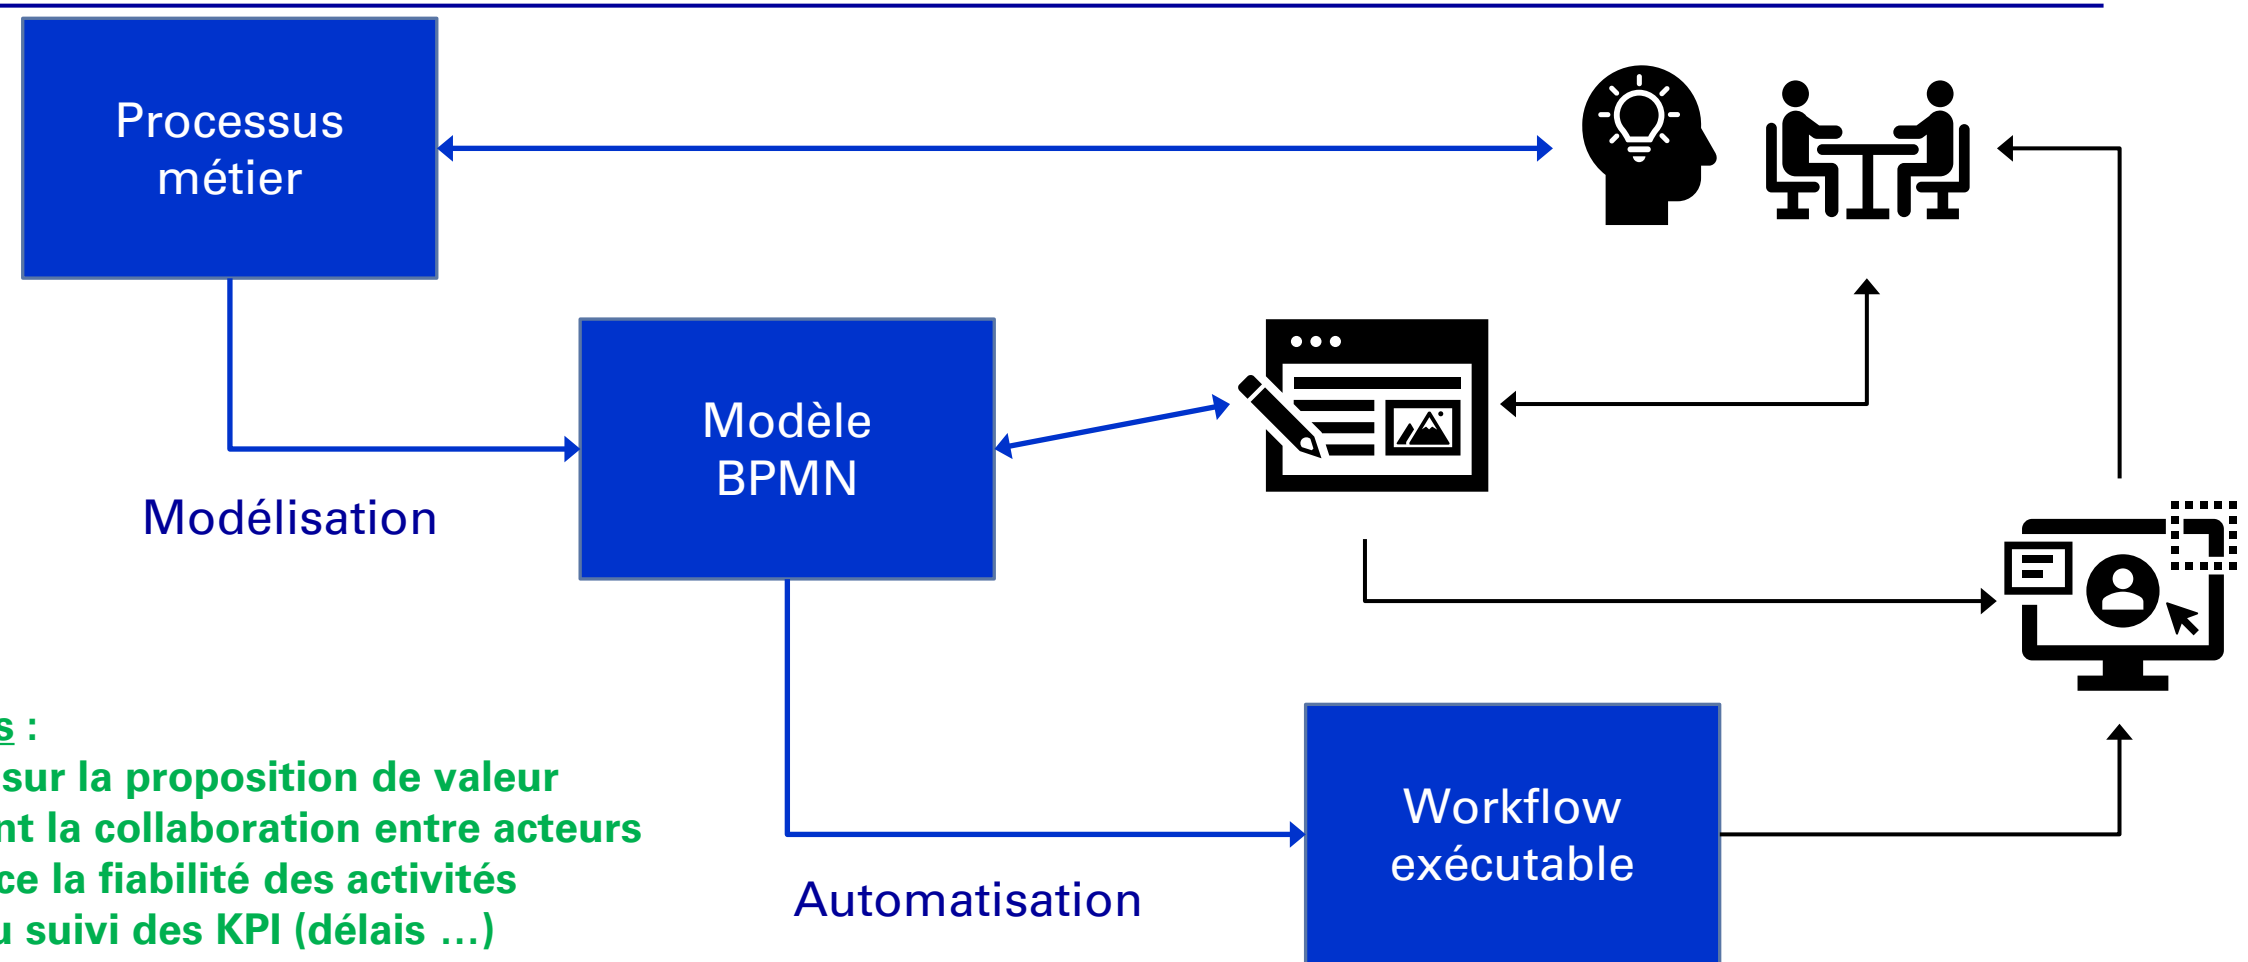 Processus
métier
Modèle
BPMN
Modélisation
s :
sur la proposition de valeur
nt la collaboration entre acteurs
ce la fiabilité des activités
u suivi des KPI (délais …)
Automatisation
Workflow
exécutable